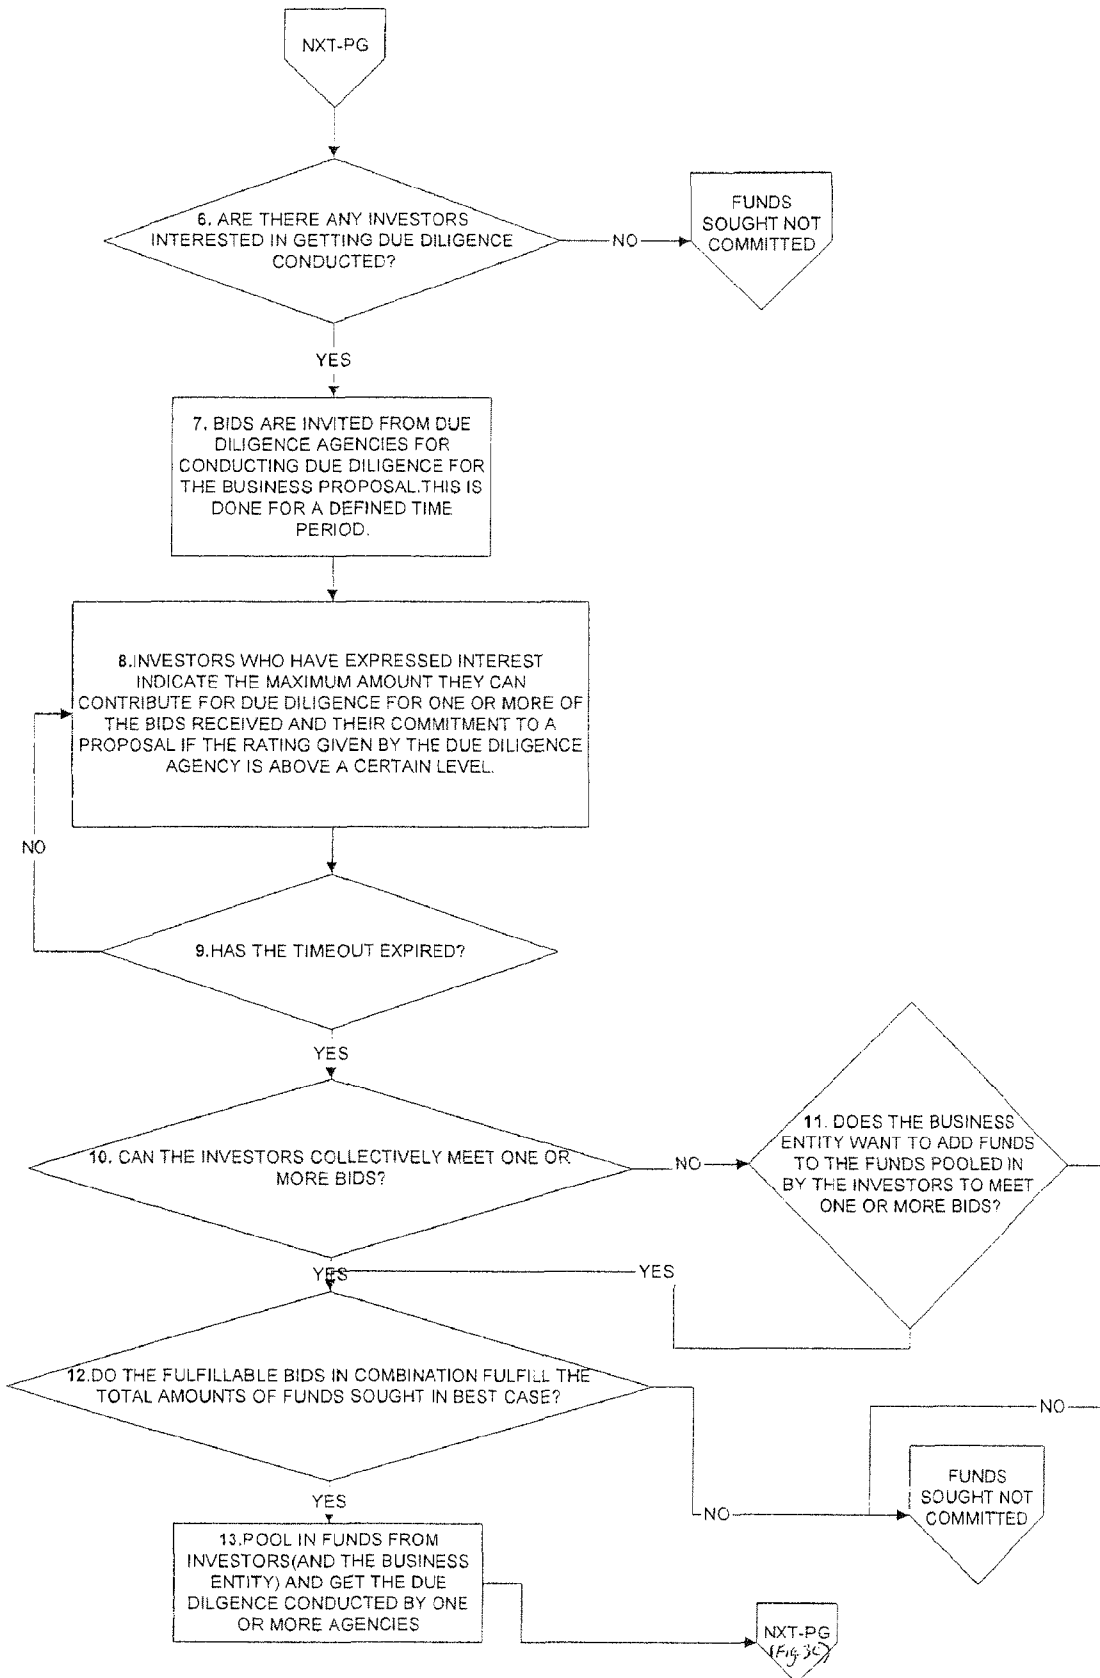 NXT-PG
6. ARE THERE ANY INVESTORS
INTERESTED IN GETTING DUE DILIGENCE
CONDUCTED?
NO
FUNDS
SOUGHT NOT
COMMITTED
YES
7. BIDS ARE INVITED FROM DUE
DILIGENCE AGENCIES FOR
CONDUCTING DUE DILIGENCE FOR
THE BUSINESS PROPOSAL.THIS IS
DONE FOR A DEFINED TIME
PERIOD.
8.INVESTORS WHO HAVE EXPRESSED INTEREST
INDICATE THE MAXIMUM AMOUNT THEY CAN
CONTRIBUTE FOR DUE DILIGENCE FOR ONE OR MORE OF
THE BIDS RECEIVED AND THEIR COMMITMENT TO A
PROPOSAL IF THE RATING GIVEN BY THE DUE DILIGENCE
AGENCY IS ABOVE A CERTAIN LEVEL.
NO
9.HAS THE TIMEOUT EXPIRED?
YES
10. CAN THE INVESTORS COLLECTIVELY MEET ONE OR
MORE BIDS?
NO
11. DOES THE BUSINESS
ENTITY WANT TO ADD FUNDS
TO THE FUNDS POOLED IN
BY THE INVESTORS TO MEET
ONE OR MORE BIDS?
YES
YES
12.DO THE FULFILLABLE BIDS IN COMBINATION FULFILL THE
TOTAL AMOUNTS OF FUNDS SOUGHT IN BEST CASE?
NO
FUNDS
SOUGHT NOT
COMMITTED
NO
YES
13.POOL IN FUNDS FROM
INVESTORS(AND THE BUSINESS
ENTITY) AND GET THE DUE
DILGENCE CONDUCTED BY ONE
OR MORE AGENCIES
NXT-PG
(Fig 3C)